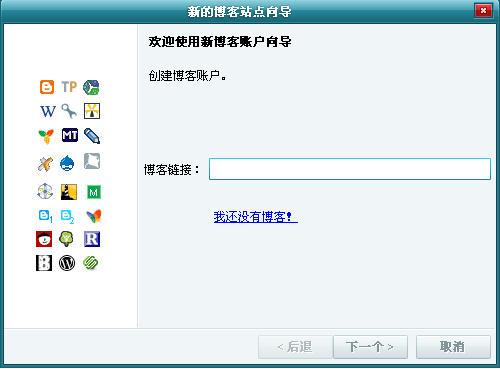 新的博客站点向导
欢迎使用新博客账户向导
创建博客账户。
TP
W
MT
M
博客链接：
1 2
我还没有博客！
R
B
< 后退
下一个 >
取消